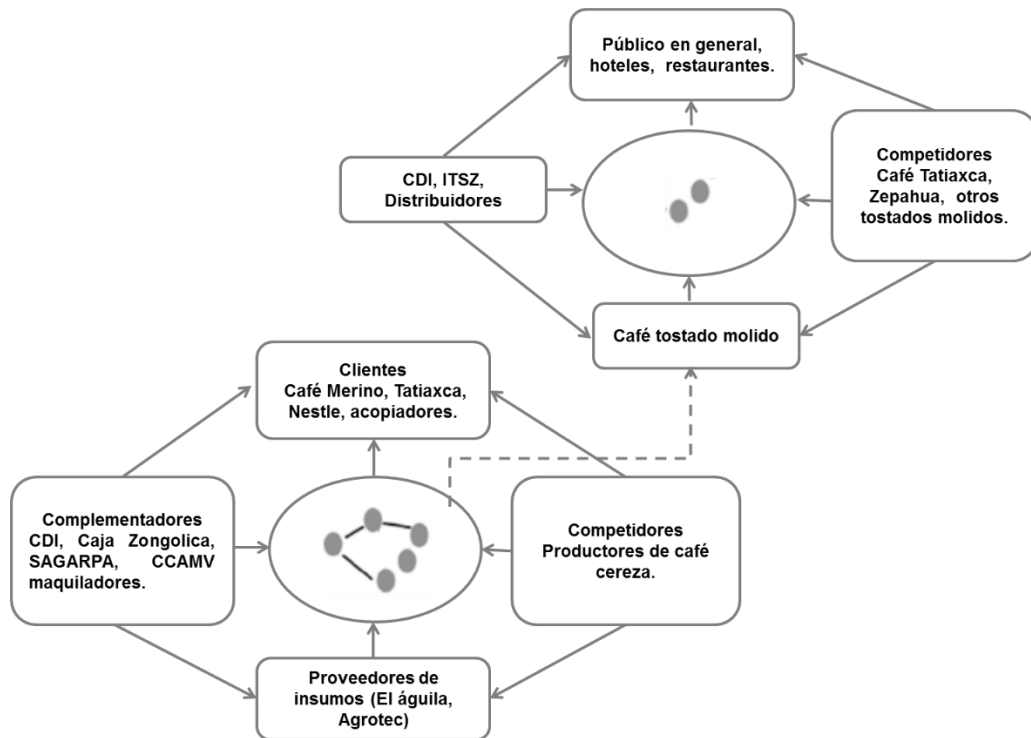 Público en general,
hoteles, restaurantes.
CDI, ITSZ,
Distribuidores
Competidores
Café Tatiaxca,
Zepahua, otros
tostados molidos.
Café tostado molido
Clientes
Café Merino, Tatiaxca,
Nestle, acopiadores.
Complementadores
CDI, Caja Zongolica,
SAGARPA, CCAMV
maquiladores.
Competidores
Productores de café
cereza.
Proveedores de
insumos (El águila,
Agrotec)